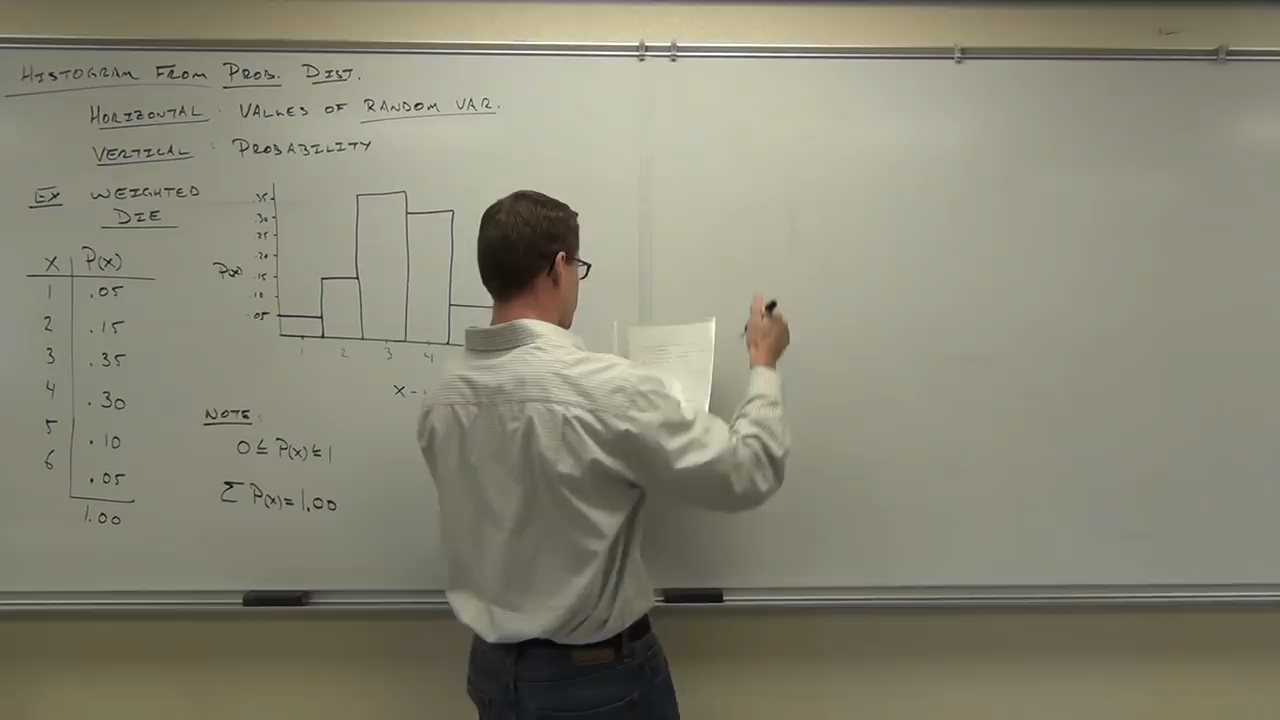 HISTOGRAM FROM PROB. DIST.
HORIZONTAL : VALUES OF RANDOM VAR.
VERTICAL : PROBABILITY
EX WEIGHTED
DIE
X P(x)
1 .05
2 .15
3 .35
4 .30
5 .10
6 .05
1.00
.35
.30
.25
.20
P(x) .15
.10
.05
1 2 3 4
X -
NOTE:
0 ≤ P(x) ≤ 1
Σ P(x) = 1.00